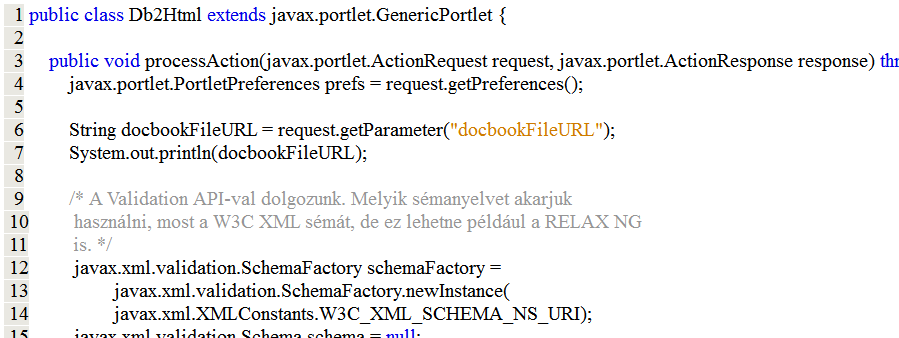 1 public class Db2Html extends javax.portlet.GenericPortlet {
2
3 public void processAction(javax.portlet.ActionRequest request, javax.portlet.ActionResponse response) thr
4 javax.portlet.PortletPreferences prefs = request.getPreferences();
5
6 String docbookFileURL = request.getParameter("docbookFileURL");
7 System.out.println(docbookFileURL);
8
9 /* A Validation API-val dolgozunk. Melyik sémanyelvet akarjuk
10 használni, most a W3C XML sémát, de ez lehetne például a RELAX NG
11 is. */
12 javax.xml.validation.SchemaFactory schemaFactory =
13 javax.xml.validation.SchemaFactory.newInstance(
14 javax.xml.XMLConstants.W3C_XML_SCHEMA_NS_URI);
15 javax.xml.validation.Schema schema = null;